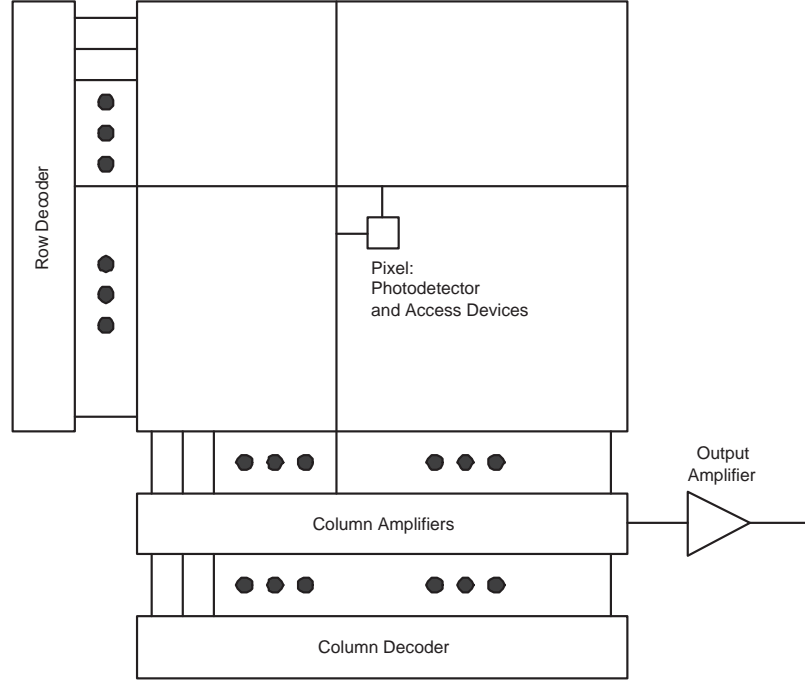 Row Decoder
Pixel:
Photodetector
and Access Devices
Output
Amplifier
Column Amplifiers
Column Decoder